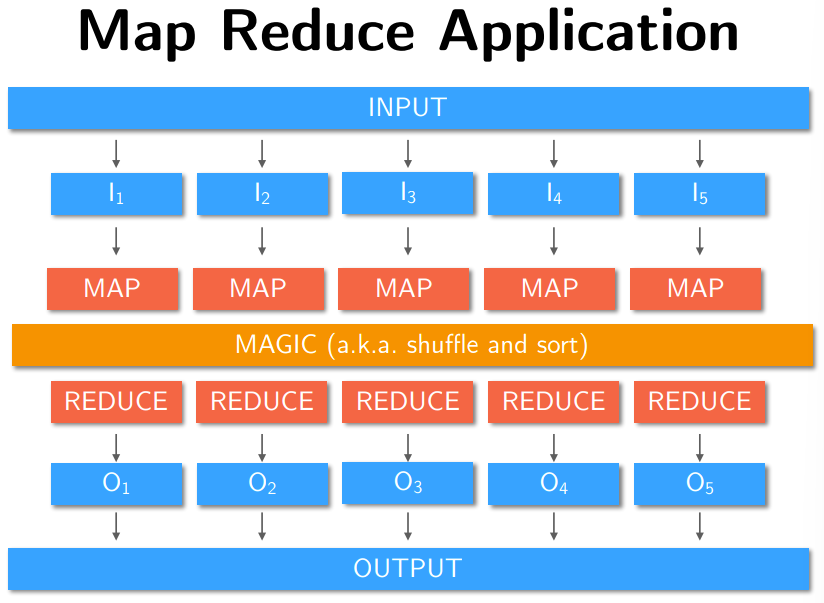 Map Reduce Application
INPUT
I₁ I₂ I₃ I₄ I₅
MAP MAP MAP MAP MAP
MAGIC (a.k.a. shuffle and sort)
REDUCE REDUCE REDUCE REDUCE REDUCE
O₁ O₂ O₃ O₄ O₅
OUTPUT